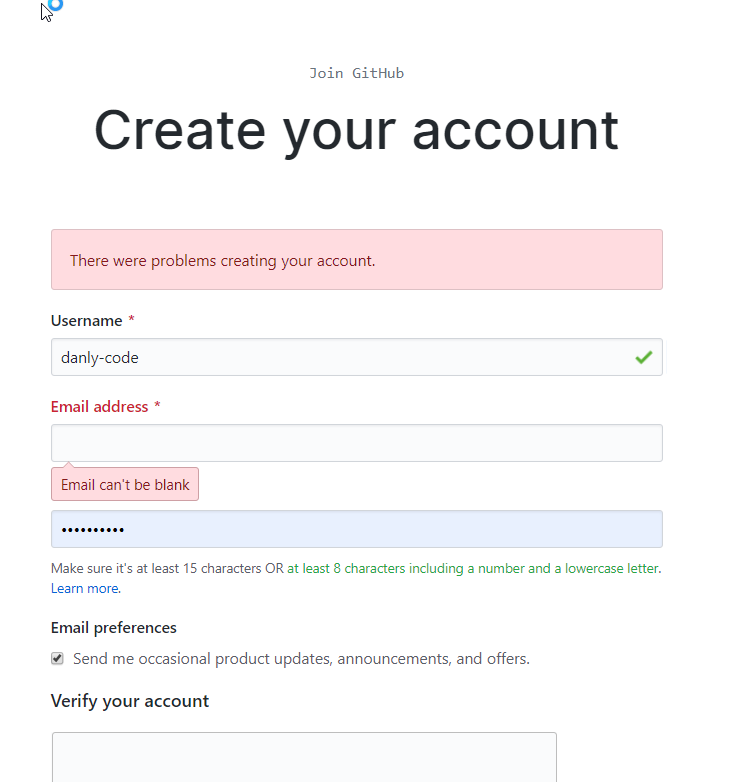 Join GitHub
Create your account
There were problems creating your account.
Username *
danly-code
Email address *
Email can't be blank
••••••••••
Make sure it's at least 15 characters OR at least 8 characters including a number and a lowercase letter.
Learn more.
Email preferences
Send me occasional product updates, announcements, and offers.
Verify your account